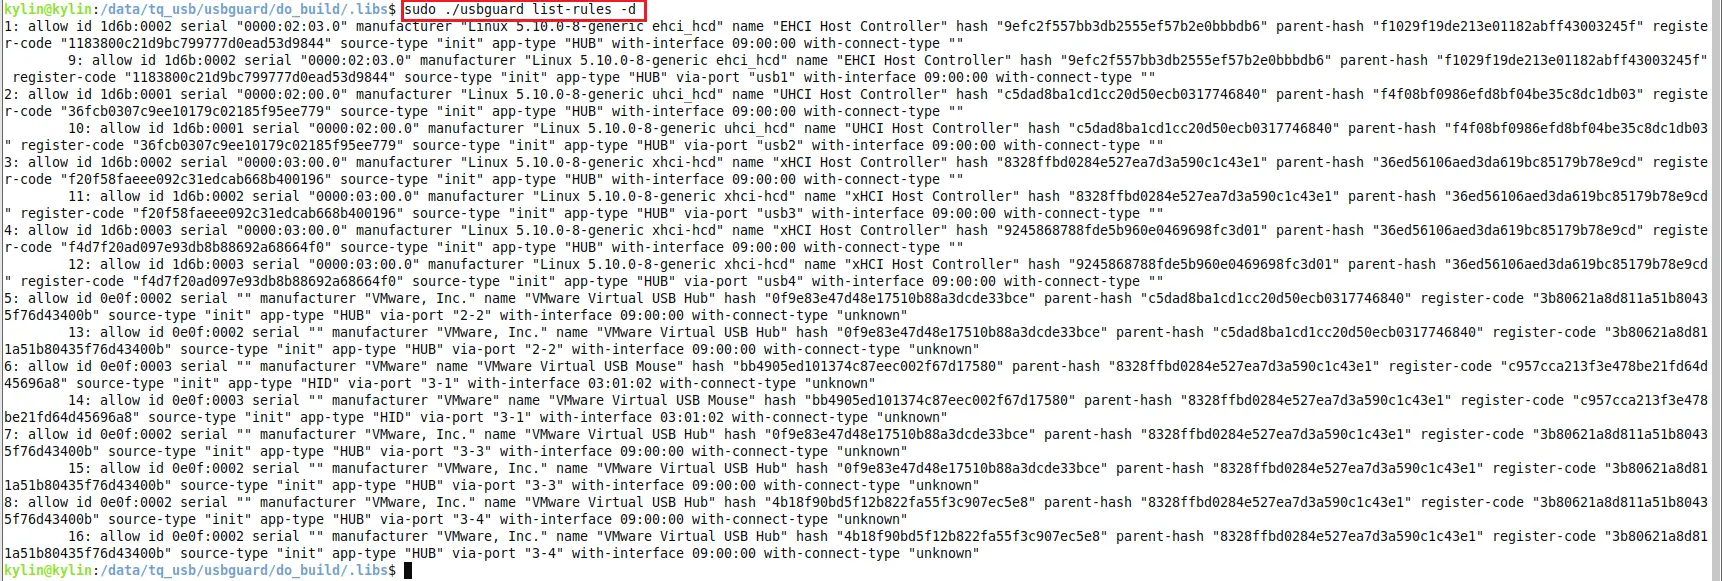 kylin@kylin:/data/tq_usb/usbguard/do_build/.libs$ sudo ./usbguard list-rules -d
1: allow id 1d6b:0002 serial "0000:02:03.0" manufacturer "Linux 5.10.0-8-generic ehci_hcd" name "EHCI Host Controller" hash "9efc2f557bb3db2555ef57b2e0bbbdb6" parent-hash "f1029f19de213e01182abff43003245f" registe
r-code "1183800c21d9bc799777d0ead53d9844" source-type "init" app-type "HUB" with-interface 09:00:00 with-connect-type ""
        9: allow id 1d6b:0002 serial "0000:02:03.0" manufacturer "Linux 5.10.0-8-generic ehci_hcd" name "EHCI Host Controller" hash "9efc2f557bb3db2555ef57b2e0bbbdb6" parent-hash "f1029f19de213e01182abff43003245f"
 register-code "1183800c21d9bc799777d0ead53d9844" source-type "init" app-type "HUB" via-port "usb1" with-interface 09:00:00 with-connect-type ""
2: allow id 1d6b:0001 serial "0000:02:00.0" manufacturer "Linux 5.10.0-8-generic uhci_hcd" name "UHCI Host Controller" hash "c5dad8ba1cd1cc20d50ecb0317746840" parent-hash "f4f08bf0986efd8bf04be35c8dc1db03" registe
r-code "36fcb0307c9ee10179c02185f95ee779" source-type "init" app-type "HUB" with-interface 09:00:00 with-connect-type ""
        10: allow id 1d6b:0001 serial "0000:02:00.0" manufacturer "Linux 5.10.0-8-generic uhci_hcd" name "UHCI Host Controller" hash "c5dad8ba1cd1cc20d50ecb0317746840" parent-hash "f4f08bf0986efd8bf04be35c8dc1db03
" register-code "36fcb0307c9ee10179c02185f95ee779" source-type "init" app-type "HUB" via-port "usb2" with-interface 09:00:00 with-connect-type ""
3: allow id 1d6b:0002 serial "0000:03:00.0" manufacturer "Linux 5.10.0-8-generic xhci-hcd" name "xHCI Host Controller" hash "8328ffbd0284e527ea7d3a590c1c43e1" parent-hash "36ed56106aed3da619bc85179b78e9cd" registe
r-code "f20f58faeee092c31edcab668b400196" source-type "init" app-type "HUB" with-interface 09:00:00 with-connect-type ""
        11: allow id 1d6b:0002 serial "0000:03:00.0" manufacturer "Linux 5.10.0-8-generic xhci-hcd" name "xHCI Host Controller" hash "8328ffbd0284e527ea7d3a590c1c43e1" parent-hash "36ed56106aed3da619bc85179b78e9cd
" register-code "f20f58faeee092c31edcab668b400196" source-type "init" app-type "HUB" via-port "usb3" with-interface 09:00:00 with-connect-type ""
4: allow id 1d6b:0003 serial "0000:03:00.0" manufacturer "Linux 5.10.0-8-generic xhci-hcd" name "xHCI Host Controller" hash "9245868788fde5b960e0469698fc3d01" parent-hash "36ed56106aed3da619bc85179b78e9cd" registe
r-code "f4d7f20ad097e93db8b88692a68664f0" source-type "init" app-type "HUB" with-interface 09:00:00 with-connect-type ""
        12: allow id 1d6b:0003 serial "0000:03:00.0" manufacturer "Linux 5.10.0-8-generic xhci-hcd" name "xHCI Host Controller" hash "9245868788fde5b960e0469698fc3d01" parent-hash "36ed56106aed3da619bc85179b78e9cd
" register-code "f4d7f20ad097e93db8b88692a68664f0" source-type "init" app-type "HUB" via-port "usb4" with-interface 09:00:00 with-connect-type ""
5: allow id 0e0f:0002 serial "" manufacturer "VMware, Inc." name "VMware Virtual USB Hub" hash "0f9e83e47d48e17510b88a3dcde33bce" parent-hash "c5dad8ba1cd1cc20d50ecb0317746840" register-code "3b80621a8d811a51b8043
5f76d43400b" source-type "init" app-type "HUB" via-port "2-2" with-interface 09:00:00 with-connect-type "unknown"
        13: allow id 0e0f:0002 serial "" manufacturer "VMware, Inc." name "VMware Virtual USB Hub" hash "0f9e83e47d48e17510b88a3dcde33bce" parent-hash "c5dad8ba1cd1cc20d50ecb0317746840" register-code "3b80621a8d81
1a51b80435f76d43400b" source-type "init" app-type "HUB" via-port "2-2" with-interface 09:00:00 with-connect-type "unknown"
6: allow id 0e0f:0003 serial "" manufacturer "VMware" name "VMware Virtual USB Mouse" hash "bb4905ed101374c87eec002f67d17580" parent-hash "8328ffbd0284e527ea7d3a590c1c43e1" register-code "c957cca213f3e478be21fd64d
45696a8" source-type "init" app-type "HID" via-port "3-1" with-interface 03:01:02 with-connect-type "unknown"
        14: allow id 0e0f:0003 serial "" manufacturer "VMware" name "VMware Virtual USB Mouse" hash "bb4905ed101374c87eec002f67d17580" parent-hash "8328ffbd0284e527ea7d3a590c1c43e1" register-code "c957cca213f3e478
be21fd64d45696a8" source-type "init" app-type "HID" via-port "3-1" with-interface 03:01:02 with-connect-type "unknown"
7: allow id 0e0f:0002 serial "" manufacturer "VMware, Inc." name "VMware Virtual USB Hub" hash "0f9e83e47d48e17510b88a3dcde33bce" parent-hash "8328ffbd0284e527ea7d3a590c1c43e1" register-code "3b80621a8d811a51b8043
5f76d43400b" source-type "init" app-type "HUB" via-port "3-3" with-interface 09:00:00 with-connect-type "unknown"
        15: allow id 0e0f:0002 serial "" manufacturer "VMware, Inc." name "VMware Virtual USB Hub" hash "0f9e83e47d48e17510b88a3dcde33bce" parent-hash "8328ffbd0284e527ea7d3a590c1c43e1" register-code "3b80621a8d81
1a51b80435f76d43400b" source-type "init" app-type "HUB" via-port "3-3" with-interface 09:00:00 with-connect-type "unknown"
8: allow id 0e0f:0002 serial "" manufacturer "VMware, Inc." name "VMware Virtual USB Hub" hash "4b18f90bd5f12b822fa55f3c907ec5e8" parent-hash "8328ffbd0284e527ea7d3a590c1c43e1" register-code "3b80621a8d811a51b8043
5f76d43400b" source-type "init" app-type "HUB" via-port "3-4" with-interface 09:00:00 with-connect-type "unknown"
        16: allow id 0e0f:0002 serial "" manufacturer "VMware, Inc." name "VMware Virtual USB Hub" hash "4b18f90bd5f12b822fa55f3c907ec5e8" parent-hash "8328ffbd0284e527ea7d3a590c1c43e1" register-code "3b80621a8d81
1a51b80435f76d43400b" source-type "init" app-type "HUB" via-port "3-4" with-interface 09:00:00 with-connect-type "unknown"
kylin@kylin:/data/tq_usb/usbguard/do_build/.libs$